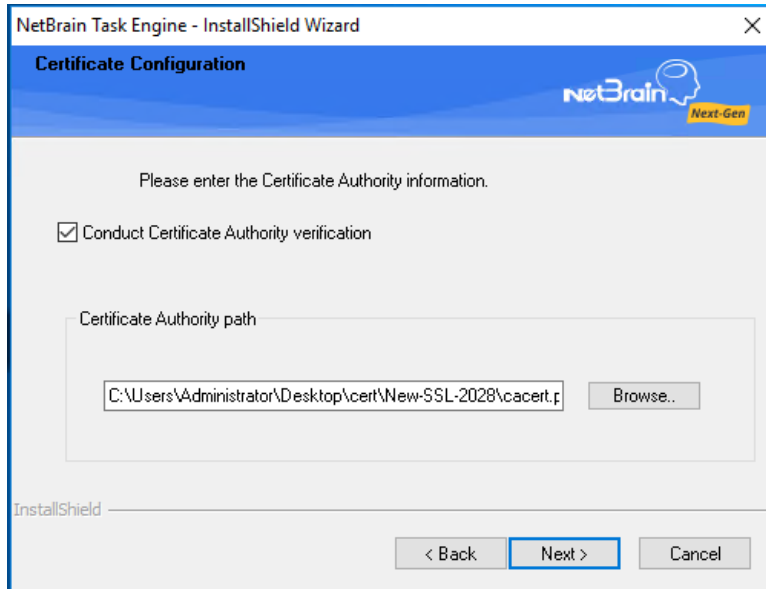 NetBrain Task Engine - InstallShield Wizard
Certificate Configuration
NetBrain
Next-Gen
Please enter the Certificate Authority information.
Conduct Certificate Authority verification
Certificate Authority path
C:\Users\Administrator\Desktop\cert\New-SSL-2028\cacert.p
Browse..
InstallShield
< Back Next > Cancel